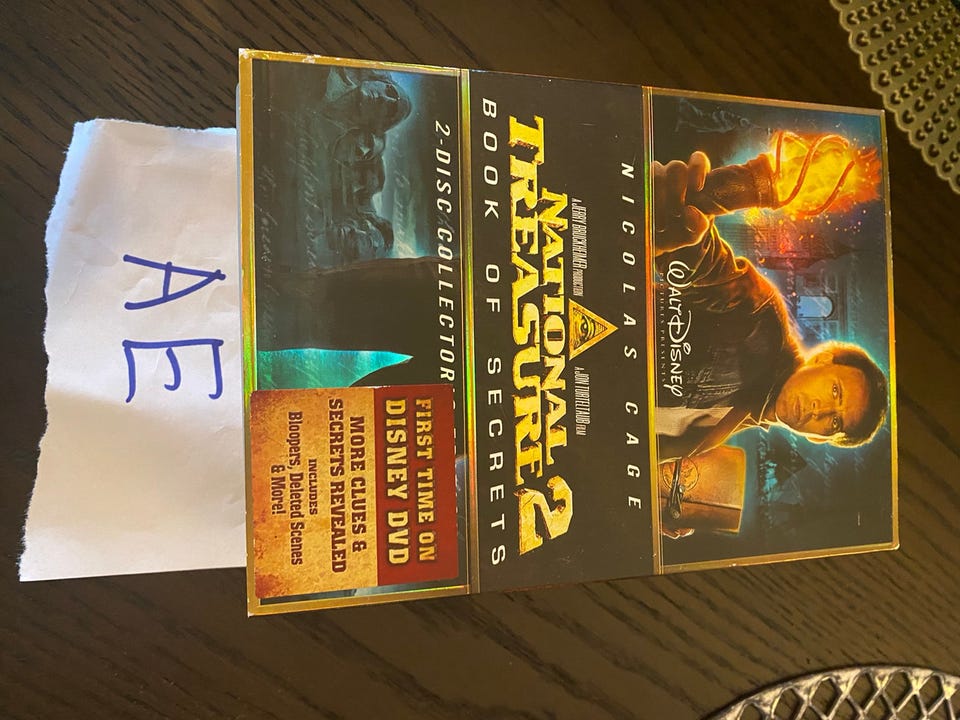 WALT DISNEY
PICTURES PRESENTS
NICOLAS CAGE
A JERRY BRUCKHEIMER PRODUCTION
A JON TURTELTAUB FILM
NATIONAL
TREASURE 2
BOOK OF SECRETS
2-DISC COLLECTOR
FIRST TIME ON
DISNEY DVD
MORE CLUES &
SECRETS REVEALED
INCLUDES
Bloopers, Deleted Scenes
& More!
AE